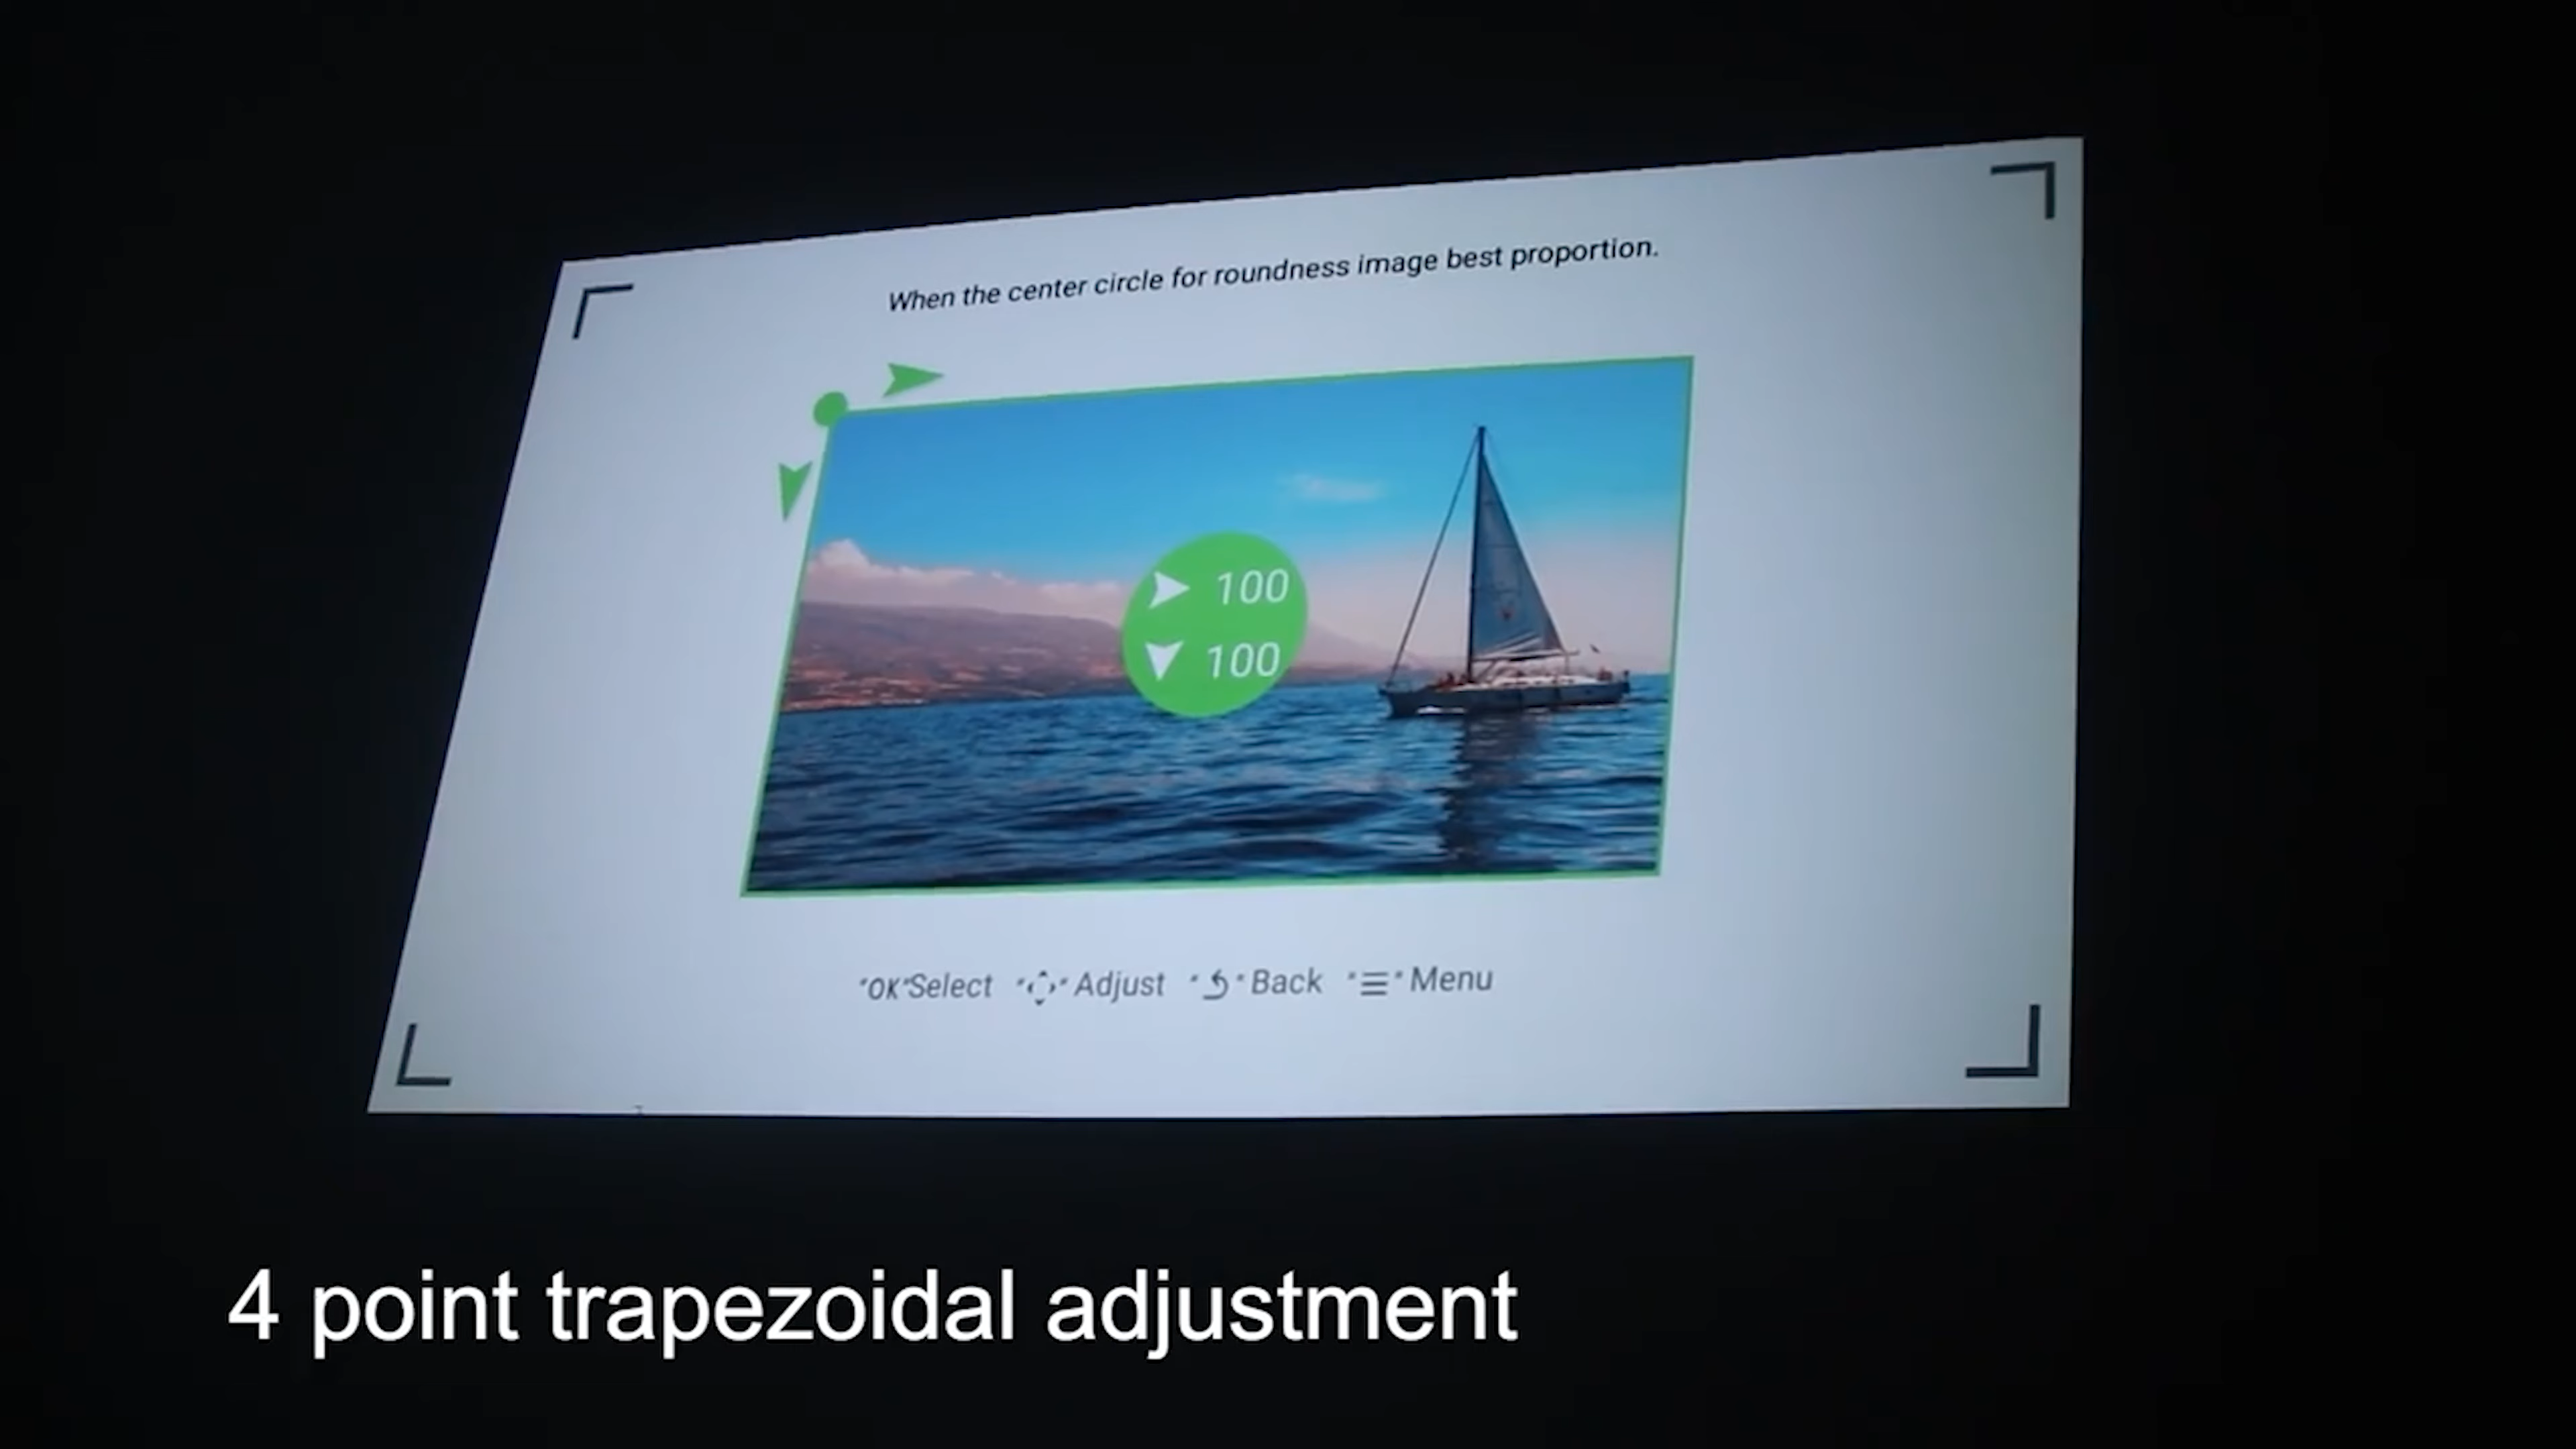 When the center circle for roundness image best proportion.
100
100
"OK"Select " " Adjust " " Back " " Menu
4 point trapezoidal adjustment